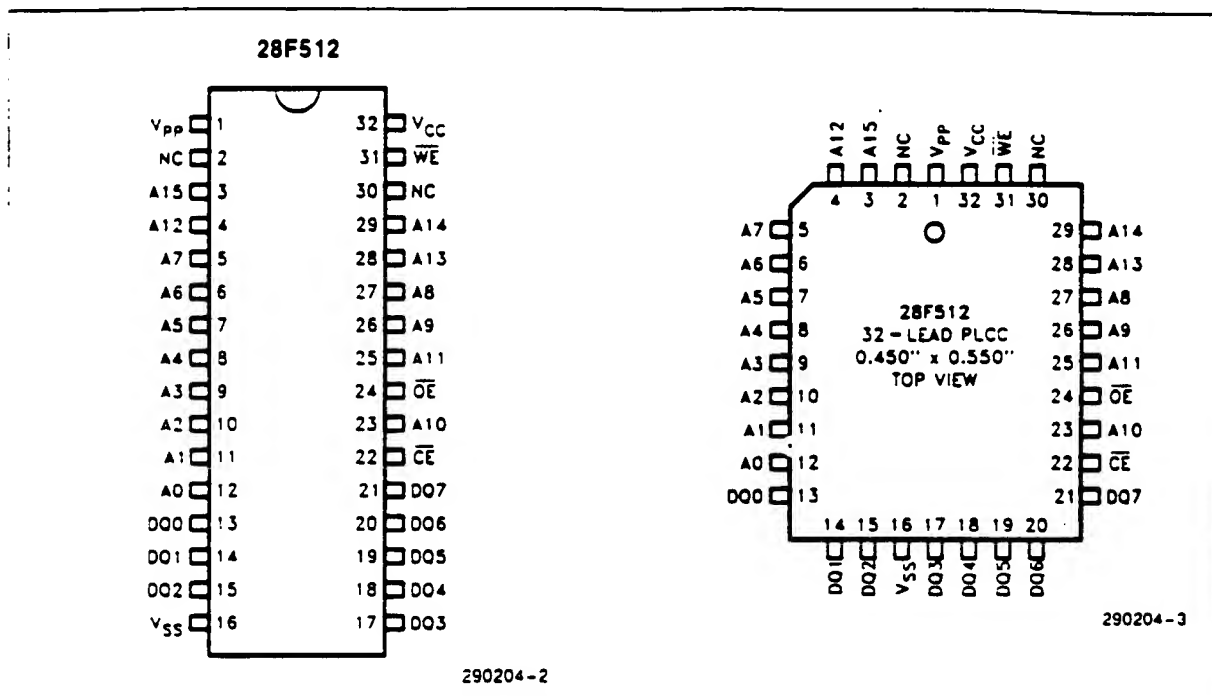 28F512
VPP 1 32 VCC
NC 2 31 WE
A15 3 30 NC
A12 4 29 A14
A7 5 28 A13
A6 6 27 A8
A5 7 26 A9
A4 8 25 A11
A3 9 24 OE
A2 10 23 A10
A1 11 22 CE
A0 12 21 DQ7
DQ0 13 20 DQ6
DQ1 14 19 DQ5
DQ2 15 18 DQ4
VSS 16 17 DQ3
290204-2
A12 A15 NC VPP VCC WE NC
4 3 2 1 32 31 30
A7 5 29 A14
A6 6 28 A13
A5 7 27 A8
A4 8 26 A9
A3 9 25 A11
A2 10 24 OE
A1 11 23 A10
A0 12 22 CE
DQ0 13 21 DQ7
28F512
32-LEAD PLCC
0.450" x 0.550"
TOP VIEW
14 15 16 17 18 19 20
DQ1 DQ2 VSS DQ3 DQ4 DQ5 DQ6
290204-3